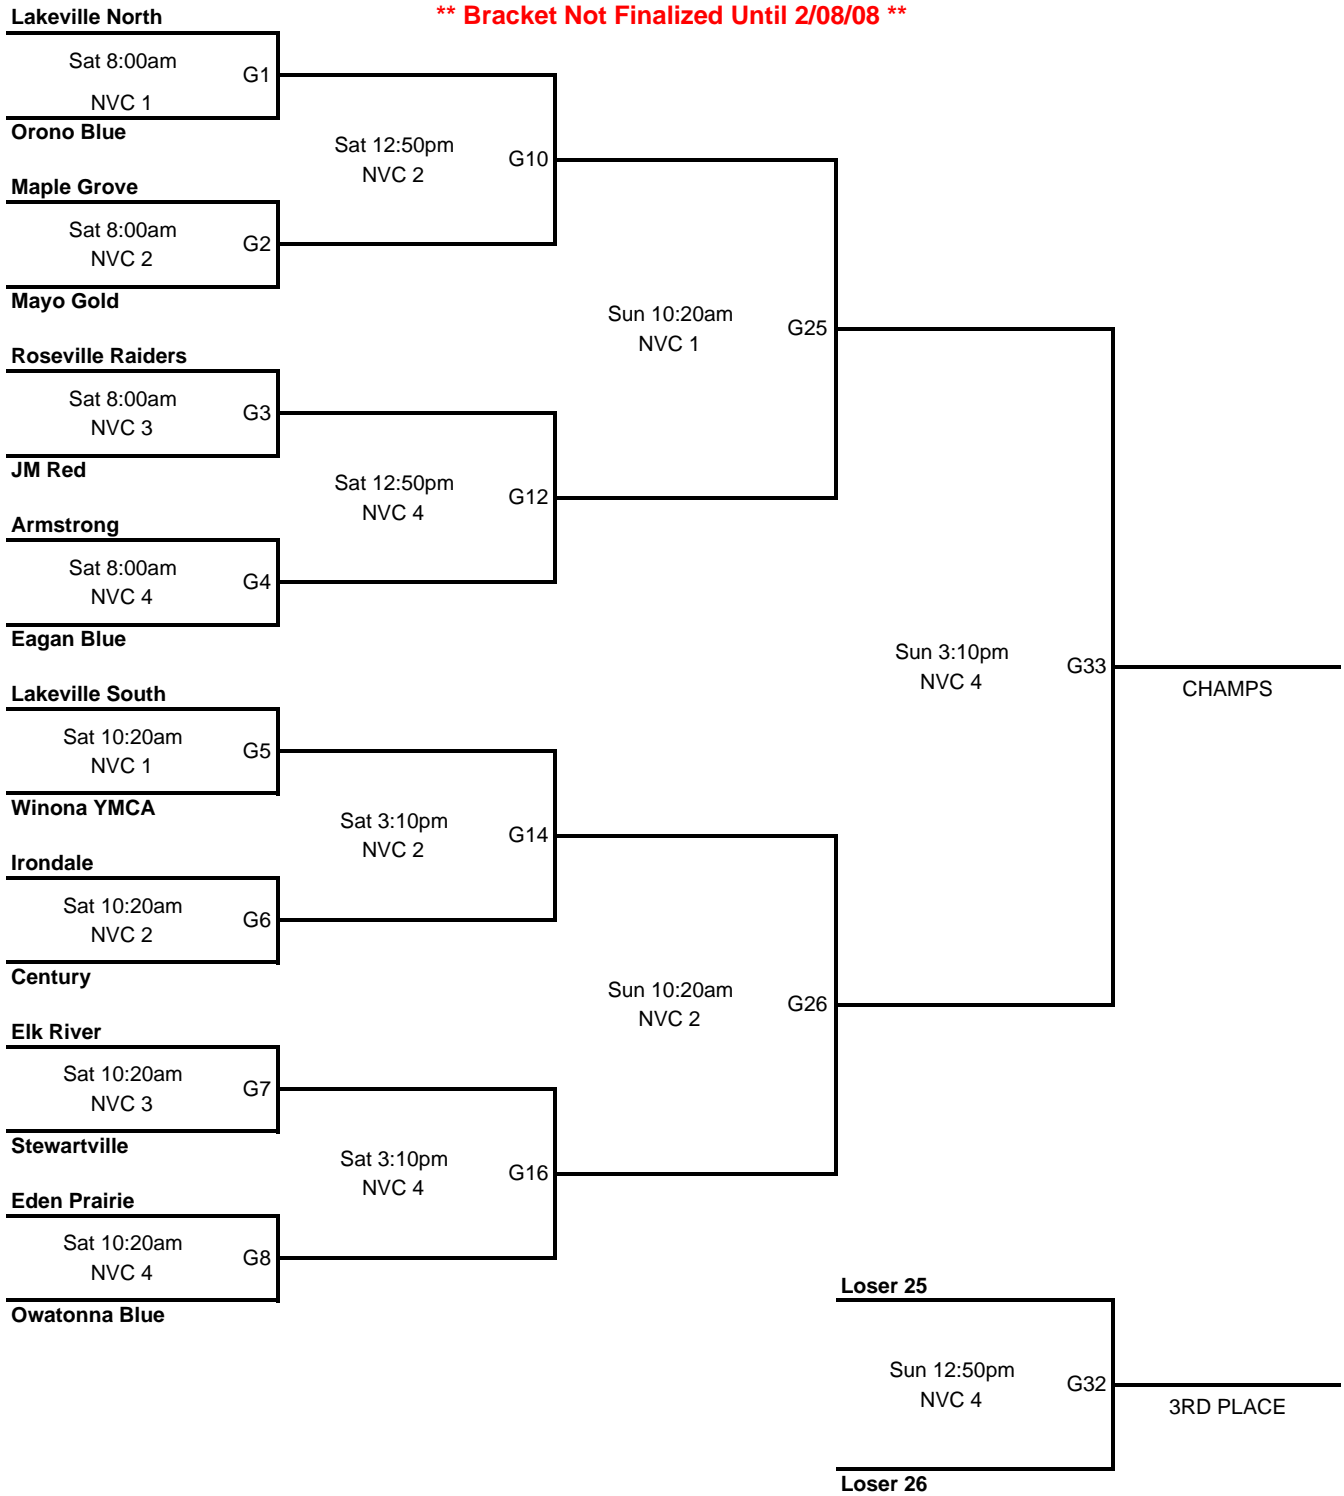 ** Bracket Not Finalized Until 2/08/08 **
Lakeville North
Sat 8:00am
G1
NVC 1
Orono Blue
Sat 12:50pm
G10
NVC 2
Maple Grove
Sat 8:00am
G2
NVC 2
Mayo Gold
Sun 10:20am
G25
NVC 1
Roseville Raiders
Sat 8:00am
G3
NVC 3
JM Red
Sat 12:50pm
G12
NVC 4
Armstrong
Sat 8:00am
G4
NVC 4
Eagan Blue
Sun 3:10pm
G33
NVC 4
CHAMPS
Lakeville South
Sat 10:20am
G5
NVC 1
Winona YMCA
Sat 3:10pm
G14
NVC 2
Irondale
Sat 10:20am
G6
NVC 2
Century
Sun 10:20am
G26
NVC 2
Elk River
Sat 10:20am
G7
NVC 3
Stewartville
Sat 3:10pm
G16
NVC 4
Eden Prairie
Sat 10:20am
G8
NVC 4
Owatonna Blue
Loser 25
Sun 12:50pm
G32
NVC 4
3RD PLACE
Loser 26